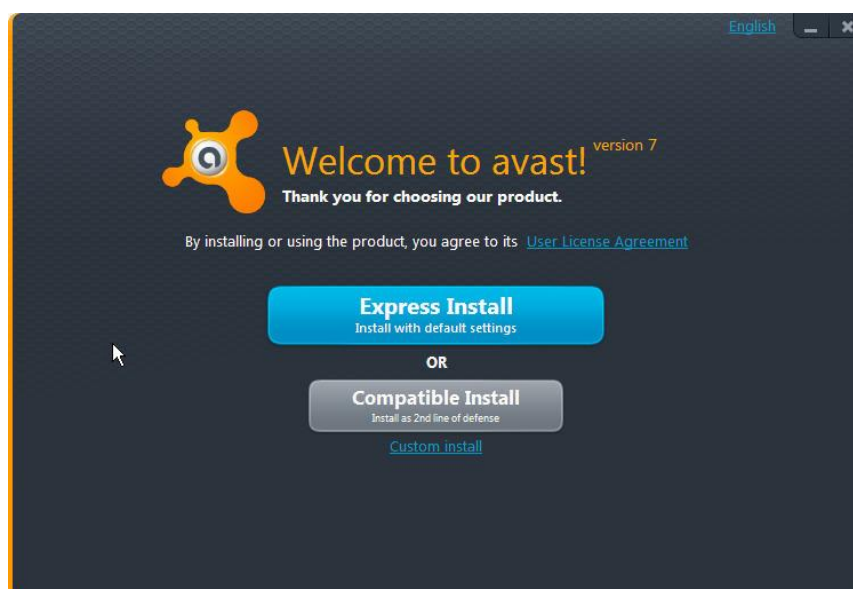 English
Welcome to avast! version 7
Thank you for choosing our product.
By installing or using the product, you agree to its User License Agreement
Express Install
Install with default settings
OR
Compatible Install
Install as 2nd line of defense
Custom install